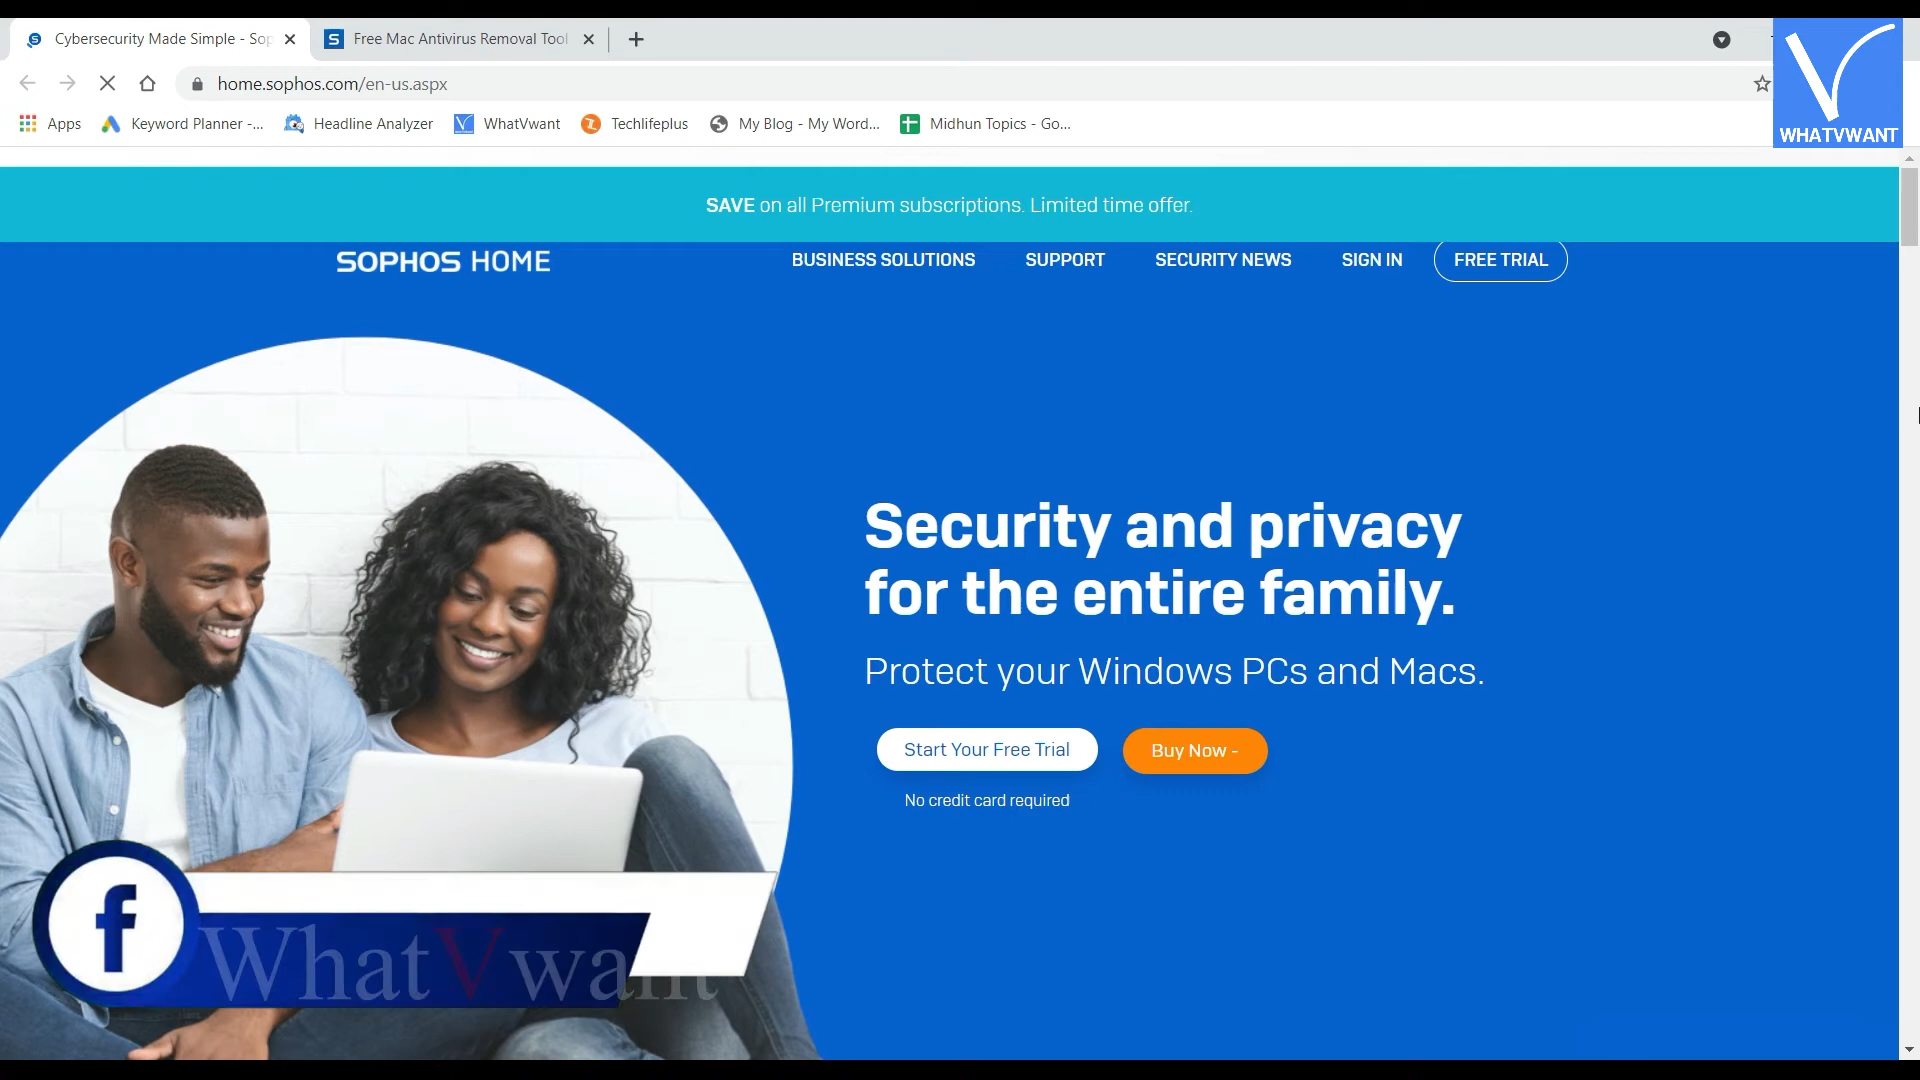 Cybersecurity Made Simple - Sop
Free Mac Antivirus Removal Tool
home.sophos.com/en-us.aspx
Apps
Keyword Planner -...
Headline Analyzer
WhatVwant
Techlifeplus
My Blog - My Word...
Midhun Topics - Go...
WHATVWANT
SAVE on all Premium subscriptions. Limited time offer.
SOPHOS HOME
BUSINESS SOLUTIONS
SUPPORT
SECURITY NEWS
SIGN IN
FREE TRIAL
Security and privacy
for the entire family.
Protect your Windows PCs and Macs.
Start Your Free Trial
Buy Now -
No credit card required
f
WhatVwant